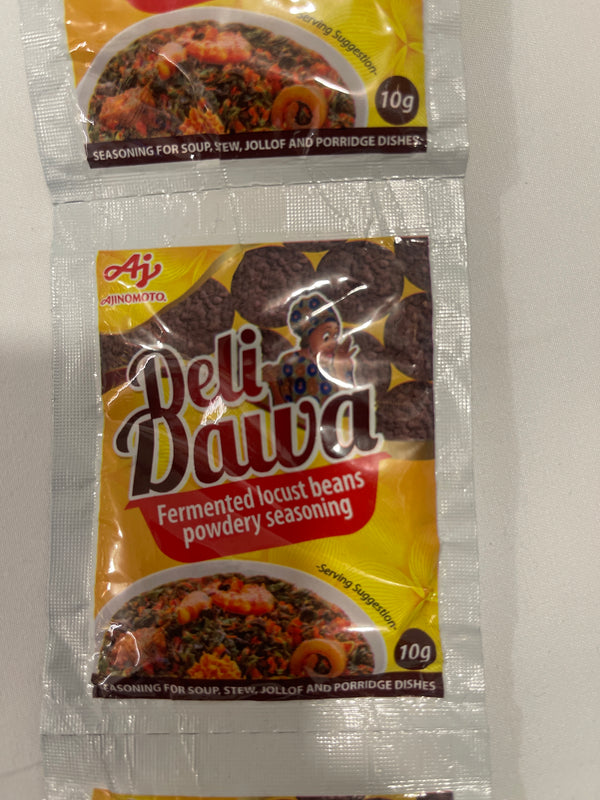 -Serving Suggestion-
10g
SEASONING FOR SOUP, STEW, JOLLOF AND PORRIDGE DISHES
Aj
AJINOMOTO.
Deli
Dawa
Fermented locust beans
powdery seasoning
-Serving Suggestion-
10g
SEASONING FOR SOUP, STEW, JOLLOF AND PORRIDGE DISHES